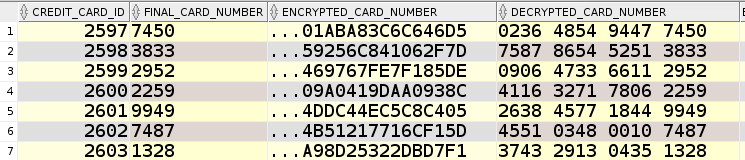 CREDIT_CARD_ID FINAL_CARD_NUMBER ENCRYPTED_CARD_NUMBER DECRYPTED_CARD_NUMBER
1 2597 7450 ...01ABA83C6C646D5 0236 4854 9447 7450
2 2598 3833 ...59256C841062F7D 7587 8654 5251 3833
3 2599 2952 ...469767FE7F185DE 0906 4733 6611 2952
4 2600 2259 ...09A0419DAA0938C 4116 3271 7806 2259
5 2601 9949 ...4DDC44EC5C8C405 2638 4577 1844 9949
6 2602 7487 ...4B51217716CF15D 4551 0348 0010 7487
7 2603 1328 ...A98D25322DBD7F1 3743 2913 0435 1328